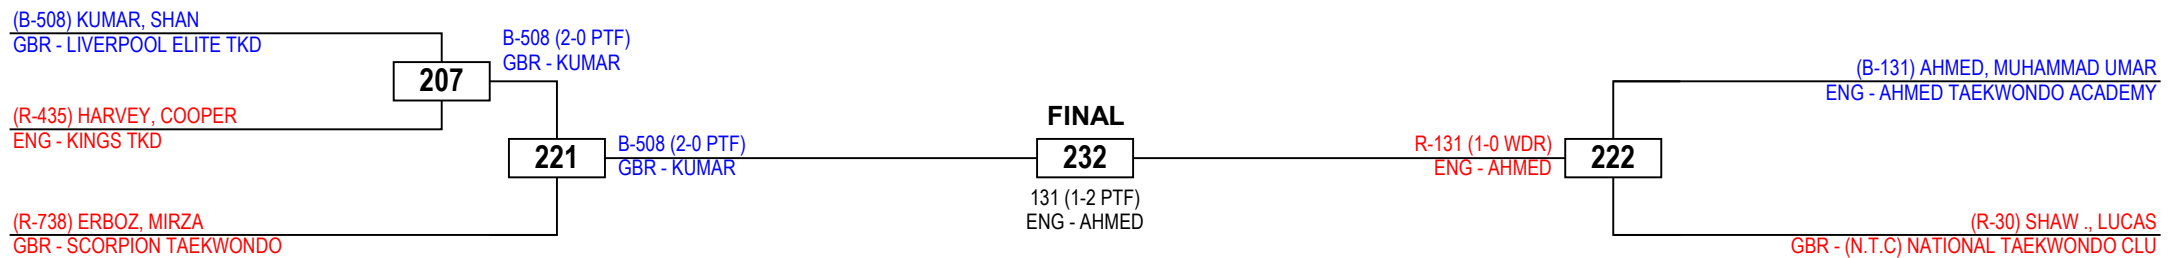 (B-508) KUMAR, SHAN
GBR - LIVERPOOL ELITE TKD
B-508 (2-0 PTF)
GBR - KUMAR
207
(R-435) HARVEY, COOPER
ENG - KINGS TKD
221
B-508 (2-0 PTF)
GBR - KUMAR
(R-738) ERBOZ, MIRZA
GBR - SCORPION TAEKWONDO
FINAL
232
131 (1-2 PTF)
ENG - AHMED
(B-131) AHMED, MUHAMMAD UMAR
ENG - AHMED TAEKWONDO ACADEMY
R-131 (1-0 WDR)
ENG - AHMED
222
(R-30) SHAW ., LUCAS
GBR - (N.T.C) NATIONAL TAEKWONDO CLU